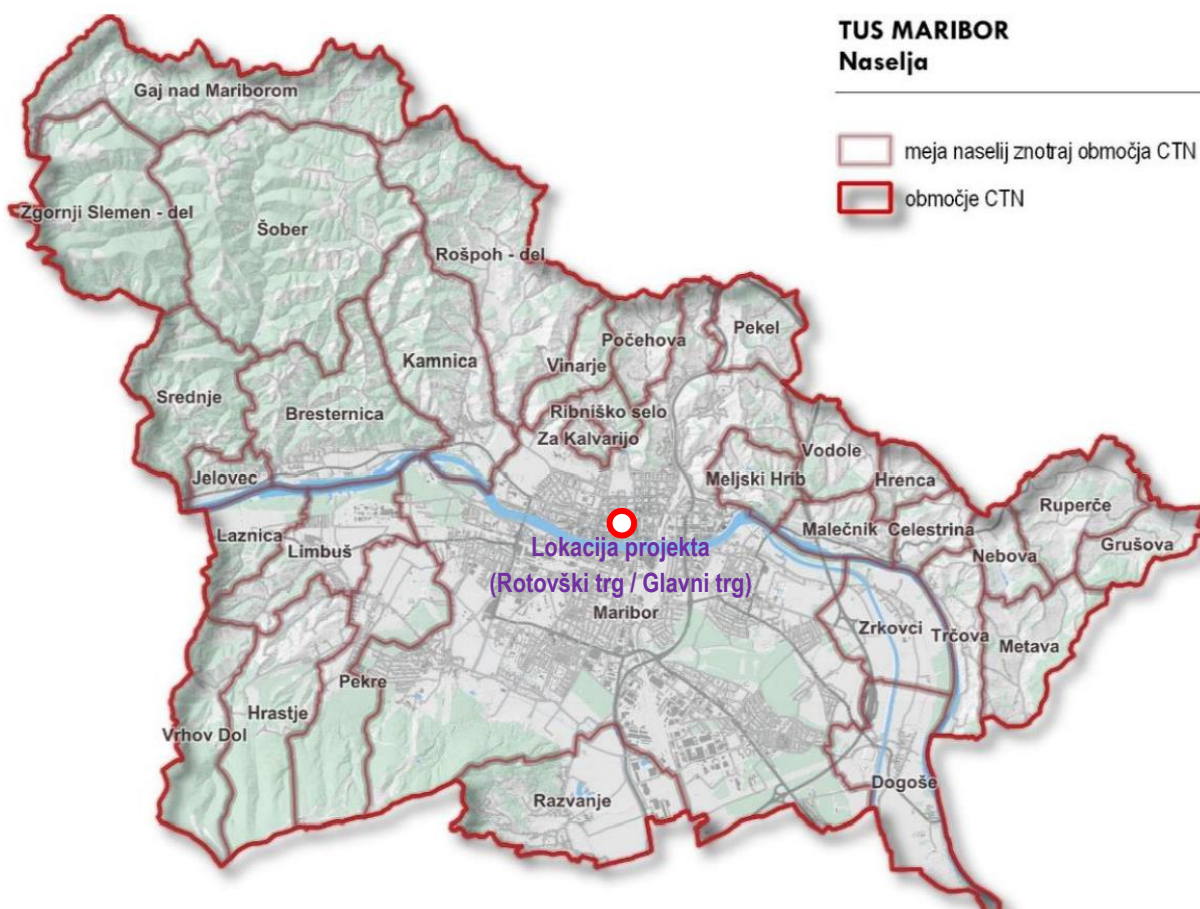 TUS MARIBOR
Naselja
meja naselij znotraj območja CTN
območje CTN
Gaj nad Mariborom
Zgornji Slemen - del
Šober
Rošpoh - del
Pekel
Počehova
Kamnica
Vinarje
Srednje
Bresternica
Ribniško selo
Za Kalvarijo
Vodole
Jelovec
Meljski Hrib
Hrenca
Ruperče
Laznica
Limbuš
Malečnik
Celestrina
Grušova
Nebova
Lokacija projekta
(Rotovški trg / Glavni trg)
Maribor
Zrkovci
Trčova
Metava
Pekre
Hrastje
Vrhov Dol
Dogoše
Razvanje